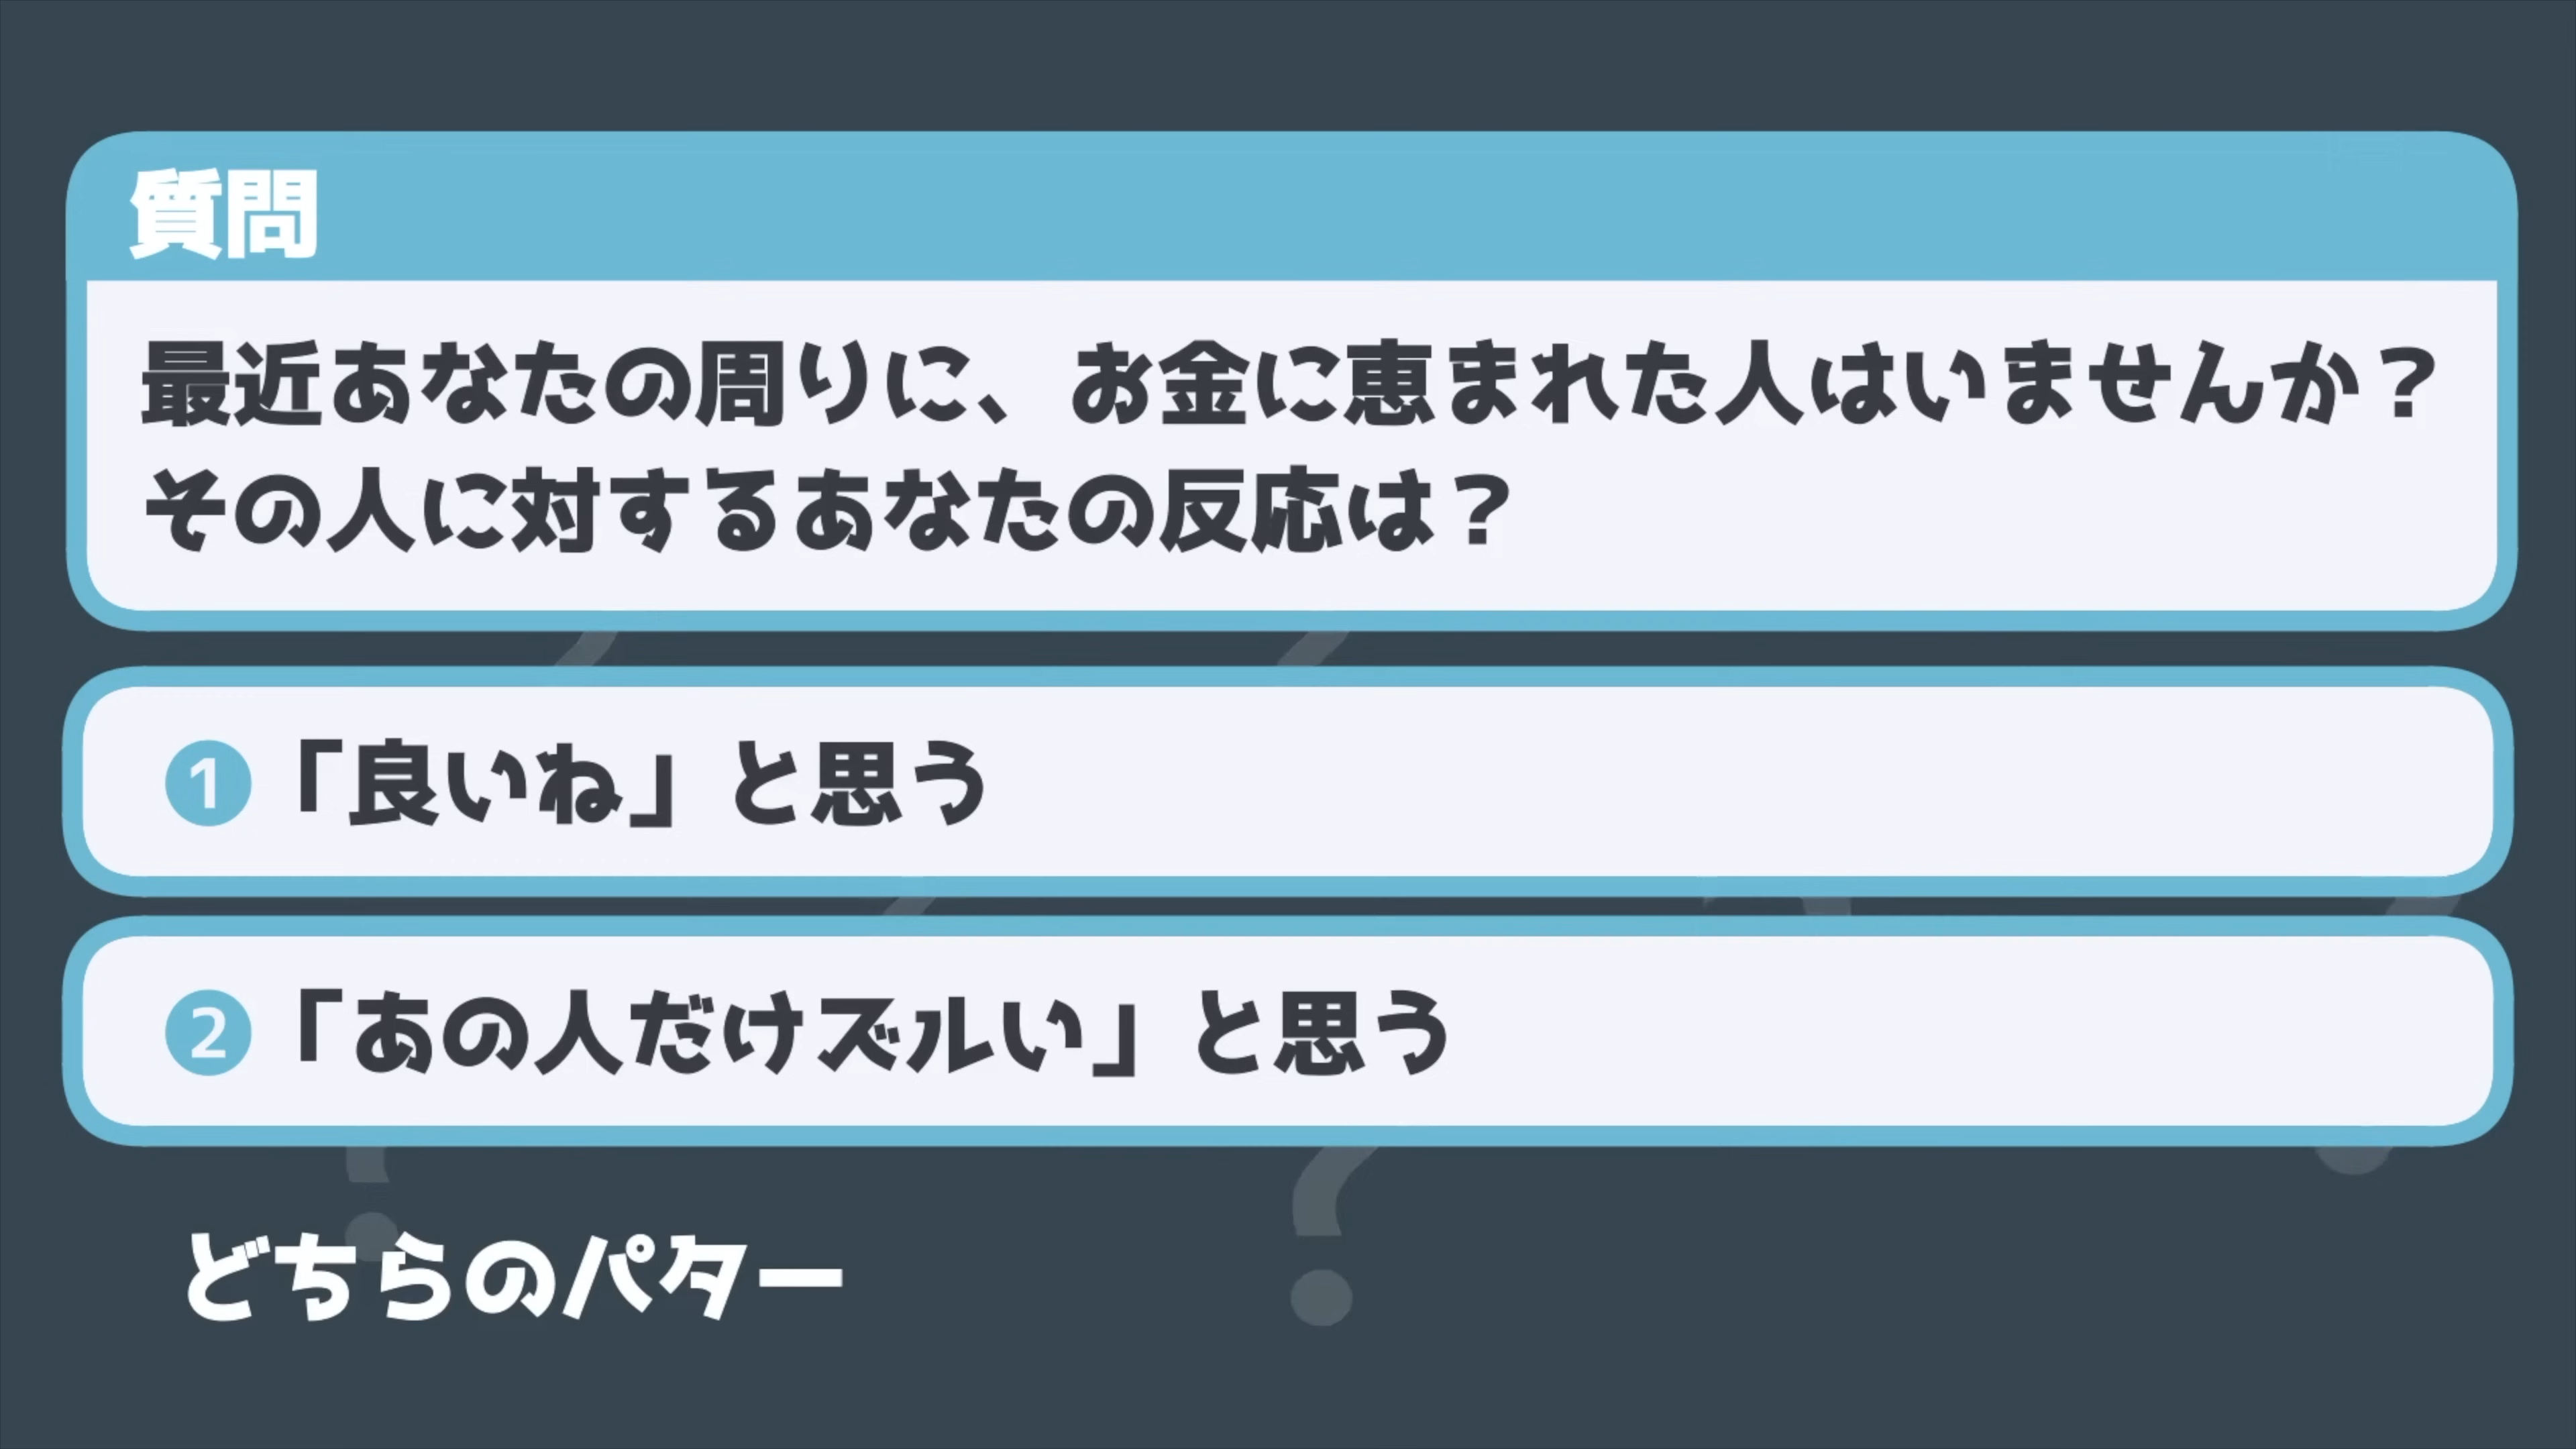 質問
最近あなたの周りに、お金に恵まれた人はいませんか？
その人に対するあなたの反応は？
❶「良いね」と思う
❷「あの人だけズルい」と思う
どちらのパター